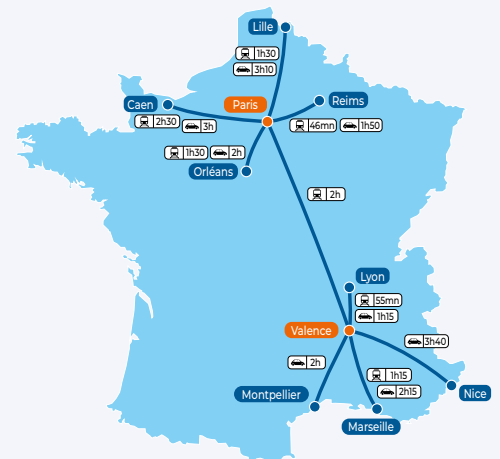 Lille
1h30
3h10
Caen
Paris
Reims
2h30
3h
46mn
1h50
1h30
2h
Orléans
2h
Lyon
55mn
1h15
Valence
3h40
2h
1h15
2h15
Montpellier
Nice
Marseille